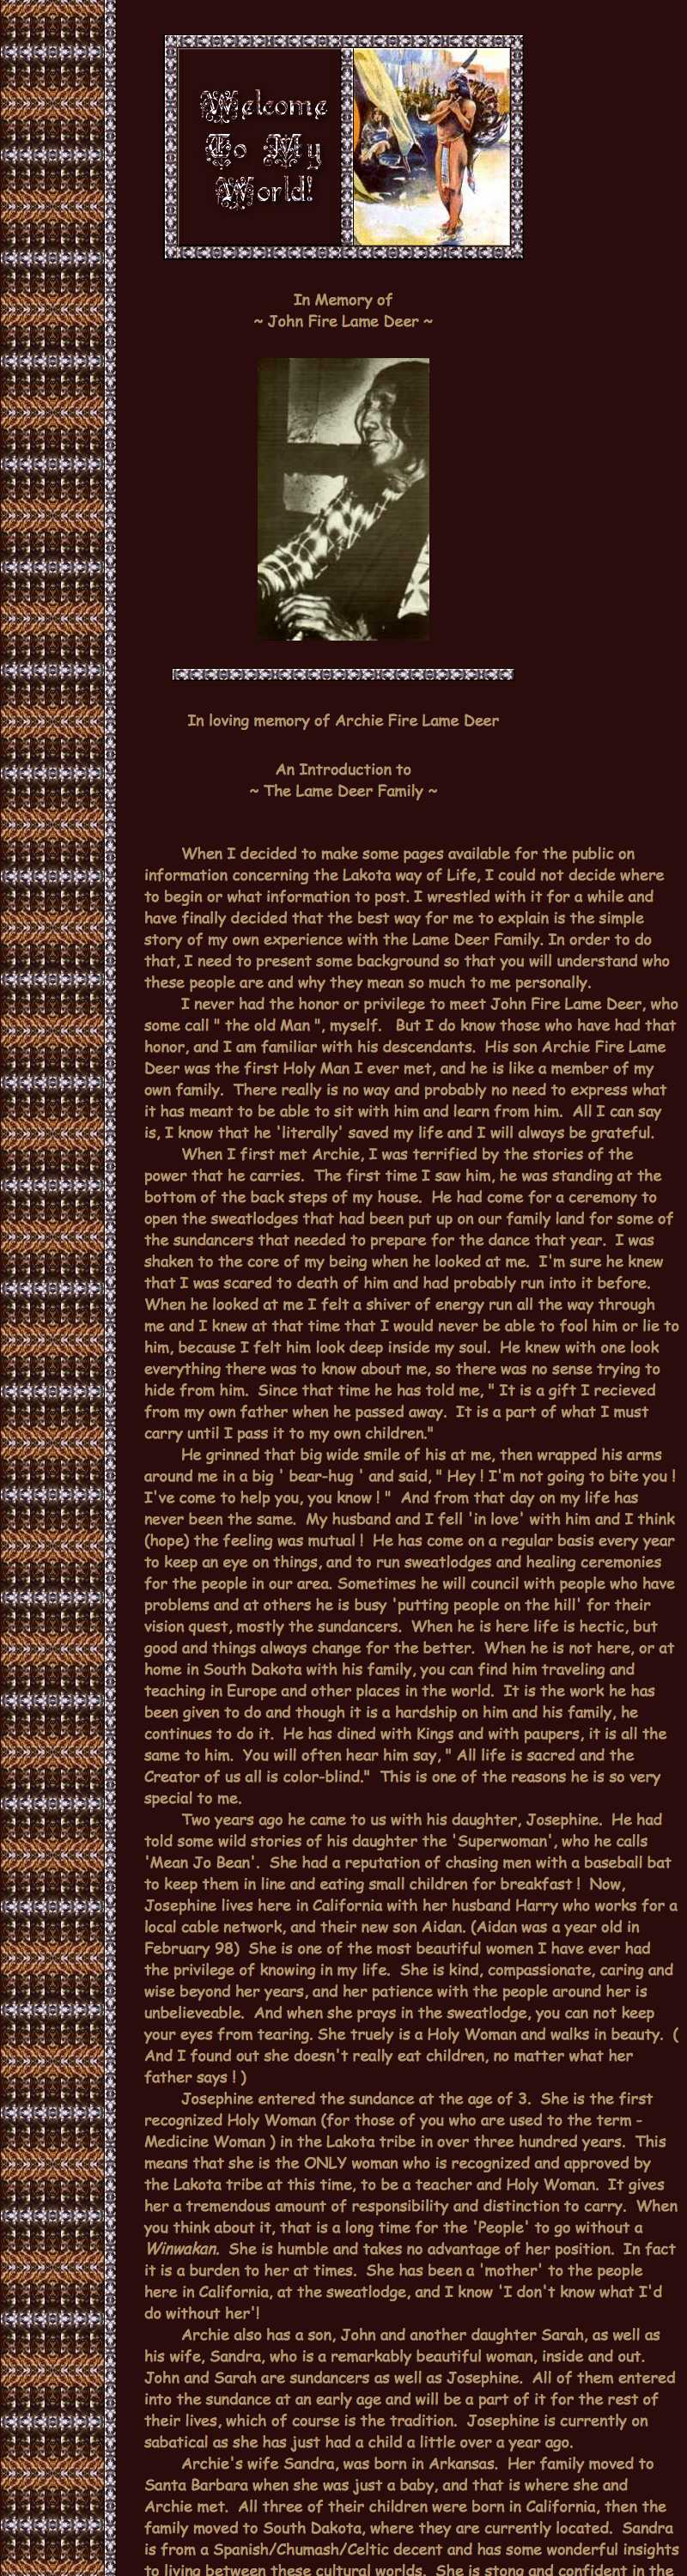 Welcome
To My
World!
In Memory of
~ John Fire Lame Deer ~
In loving memory of Archie Fire Lame Deer
An Introduction to
~ The Lame Deer Family ~
When I decided to make some pages available for the public on
information concerning the Lakota way of Life, I could not decide where
to begin or what information to post. I wrestled with it for a while and
have finally decided that the best way for me to explain is the simple
story of my own experience with the Lame Deer Family. In order to do
that, I need to present some background so that you will understand who
these people are and why they mean so much to me personally.
I never had the honor or privilege to meet John Fire Lame Deer, who
some call " the old Man ", myself.   But I do know those who have had that
honor, and I am familiar with his descendants.  His son Archie Fire Lame
Deer was the first Holy Man I ever met, and he is like a member of my
own family.  There really is no way and probably no need to express what
it has meant to be able to sit with him and learn from him.  All I can say
is, I know that he 'literally' saved my life and I will always be grateful.
When I first met Archie, I was terrified by the stories of the
power that he carries.  The first time I saw him, he was standing at the
bottom of the back steps of my house.  He had come for a ceremony to
open the sweatlodges that had been put up on our family land for some of
the sundancers that needed to prepare for the dance that year.  I was
shaken to the core of my being when he looked at me.  I'm sure he knew
that I was scared to death of him and had probably run into it before.
When he looked at me I felt a shiver of energy run all the way through
me and I knew at that time that I would never be able to fool him or lie to
him, because I felt him look deep inside my soul.  He knew with one look
everything there was to know about me, so there was no sense trying to
hide from him.  Since that time he has told me, " It is a gift I recieved
from my own father when he passed away.  It is a part of what I must
carry until I pass it to my own children."
He grinned that big wide smile of his at me, then wrapped his arms
around me in a big ' bear-hug ' and said, " Hey ! I'm not going to bite you !
I've come to help you, you know ! "  And from that day on my life has
never been the same.  My husband and I fell 'in love' with him and I think
(hope) the feeling was mutual !  He has come on a regular basis every year
to keep an eye on things, and to run sweatlodges and healing ceremonies
for the people in our area. Sometimes he will council with people who have
problems and at others he is busy 'putting people on the hill' for their
vision quest, mostly the sundancers.  When he is here life is hectic, but
good and things always change for the better.  When he is not here, or at
home in South Dakota with his family, you can find him traveling and
teaching in Europe and other places in the world.  It is the work he has
been given to do and though it is a hardship on him and his family, he
continues to do it.  He has dined with Kings and with paupers, it is all the
same to him.  You will often hear him say, " All life is sacred and the
Creator of us all is color-blind."  This is one of the reasons he is so very
special to me.
Two years ago he came to us with his daughter, Josephine.  He had
told some wild stories of his daughter the 'Superwoman', who he calls
'Mean Jo Bean'.  She had a reputation of chasing men with a baseball bat
to keep them in line and eating small children for breakfast !  Now,
Josephine lives here in California with her husband Harry who works for a
local cable network, and their new son Aidan. (Aidan was a year old in
February 98)  She is one of the most beautiful women I have ever had
the privilege of knowing in my life.  She is kind, compassionate, caring and
wise beyond her years, and her patience with the people around her is
unbelieveable.  And when she prays in the sweatlodge, you can not keep
your eyes from tearing. She truely is a Holy Woman and walks in beauty.  (
And I found out she doesn't really eat children, no matter what her
father says ! )
Josephine entered the sundance at the age of 3.  She is the first
recognized Holy Woman (for those of you who are used to the term -
Medicine Woman ) in the Lakota tribe in over three hundred years.  This
means that she is the ONLY woman who is recognized and approved by
the Lakota tribe at this time, to be a teacher and Holy Woman.  It gives
her a tremendous amount of responsibility and distinction to carry.  When
you think about it, that is a long time for the 'People' to go without a
Winwakan.  She is humble and takes no advantage of her position.  In fact
it is a burden to her at times.  She has been a 'mother' to the people
here in California, at the sweatlodge, and I know 'I don't know what I'd
do without her'!
Archie also has a son, John and another daughter Sarah, as well as
his wife, Sandra, who is a remarkably beautiful woman, inside and out.
John and Sarah are sundancers as well as Josephine.  All of them entered
into the sundance at an early age and will be a part of it for the rest of
their lives, which of course is the tradition.  Josephine is currently on
sabatical as she has just had a child a little over a year ago.
Archie's wife Sandra, was born in Arkansas.  Her family moved to
Santa Barbara when she was just a baby, and that is where she and
Archie met.  All three of their children were born in California, then the
family moved to South Dakota, where they are currently located.  Sandra
is from a Spanish/Chumash/Celtic decent and has some wonderful insights
to living between these cultural worlds.  She is stong and confident in the